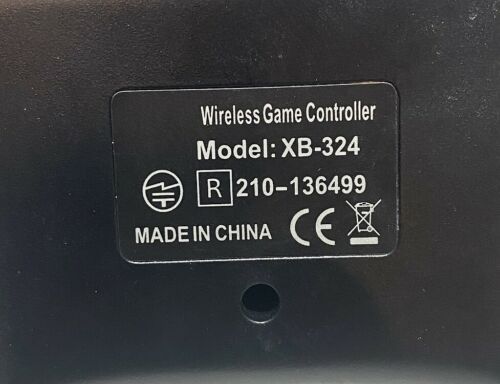 Wireless Game Controller
Model: XB-324
R 210-136499
MADE IN CHINA CE